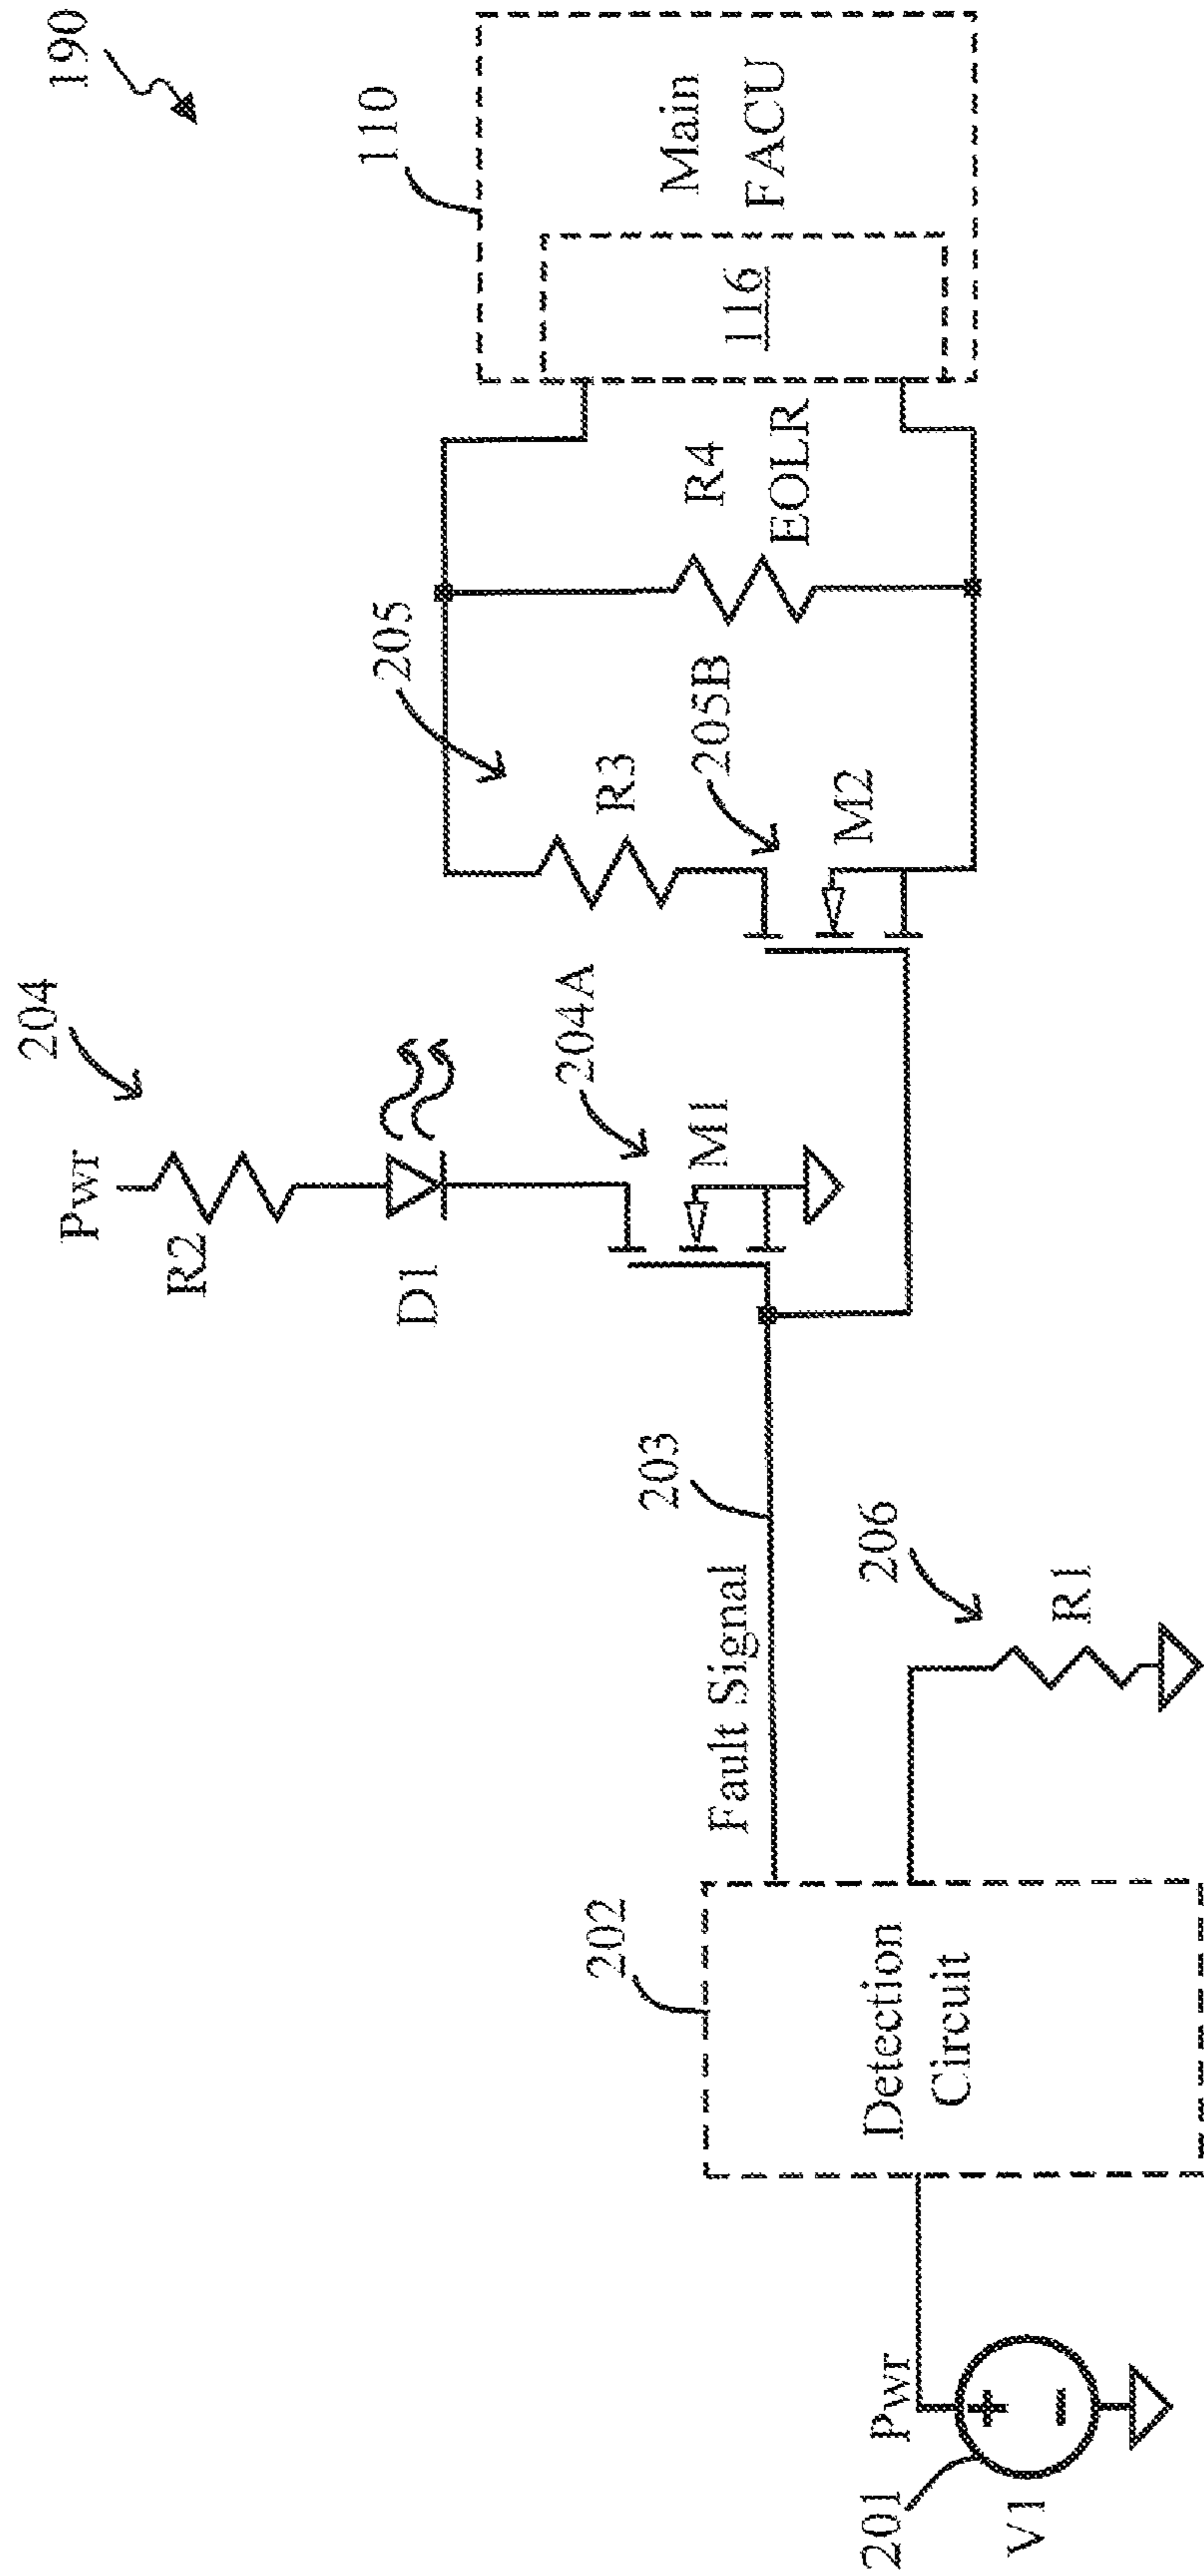 190
110
Main
FACU
116
R4
EOLR
205
205B
R3
M2
204
Pwr
R2
D1
204A
M1
203
Fault Signal
206
R1
202
Detection
Circuit
Pwr
201
V1